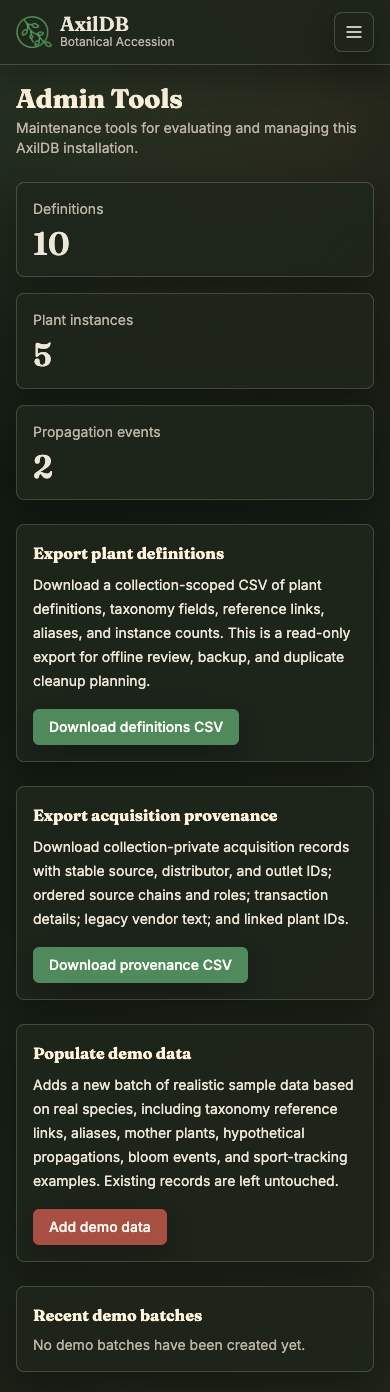 AxilDB
Botanical Accession
Admin Tools
Maintenance tools for evaluating and managing this
AxilDB installation.
Definitions
10
Plant instances
5
Propagation events
2
Export plant definitions
Download a collection-scoped CSV of plant
definitions, taxonomy fields, reference links,
aliases, and instance counts. This is a read-only
export for offline review, backup, and duplicate
cleanup planning.
Download definitions CSV
Export acquisition provenance
Download collection-private acquisition records
with stable source, distributor, and outlet IDs;
ordered source chains and roles; transaction
details; legacy vendor text; and linked plant IDs.
Download provenance CSV
Populate demo data
Adds a new batch of realistic sample data based
on real species, including taxonomy reference
links, aliases, mother plants, hypothetical
propagations, bloom events, and sport-tracking
examples. Existing records are left untouched.
Add demo data
Recent demo batches
No demo batches have been created yet.